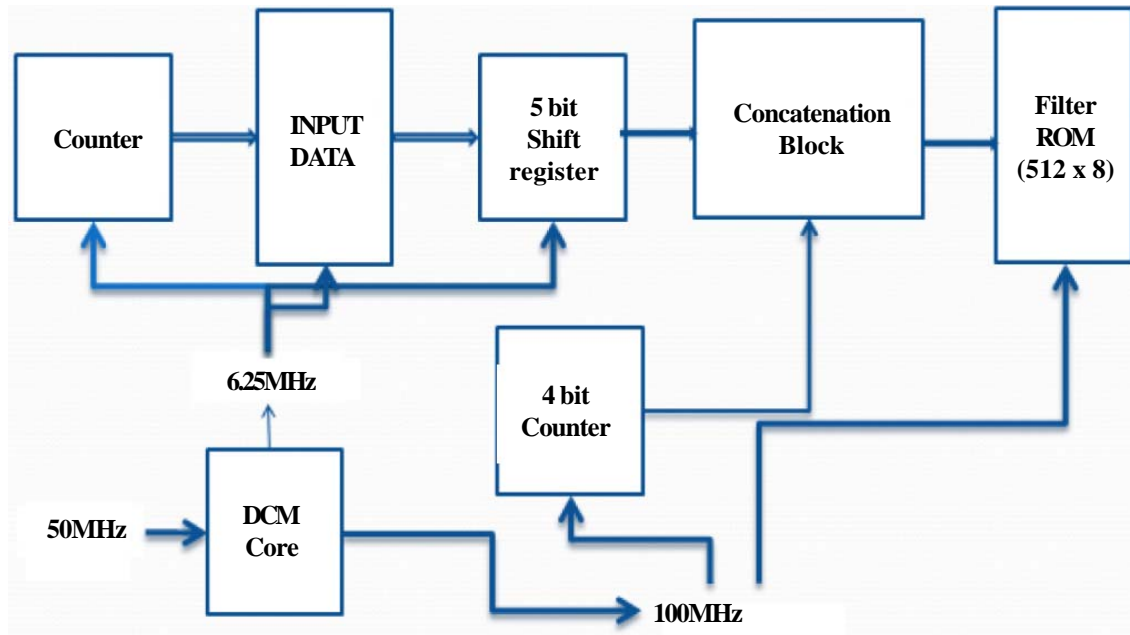 Counter
INPUT
DATA
5 bit
Shift
register
Concatenation
Block
Filter
ROM
(512 x 8)
6.25MHz
4 bit
Counter
50MHz
DCM
Core
100MHz